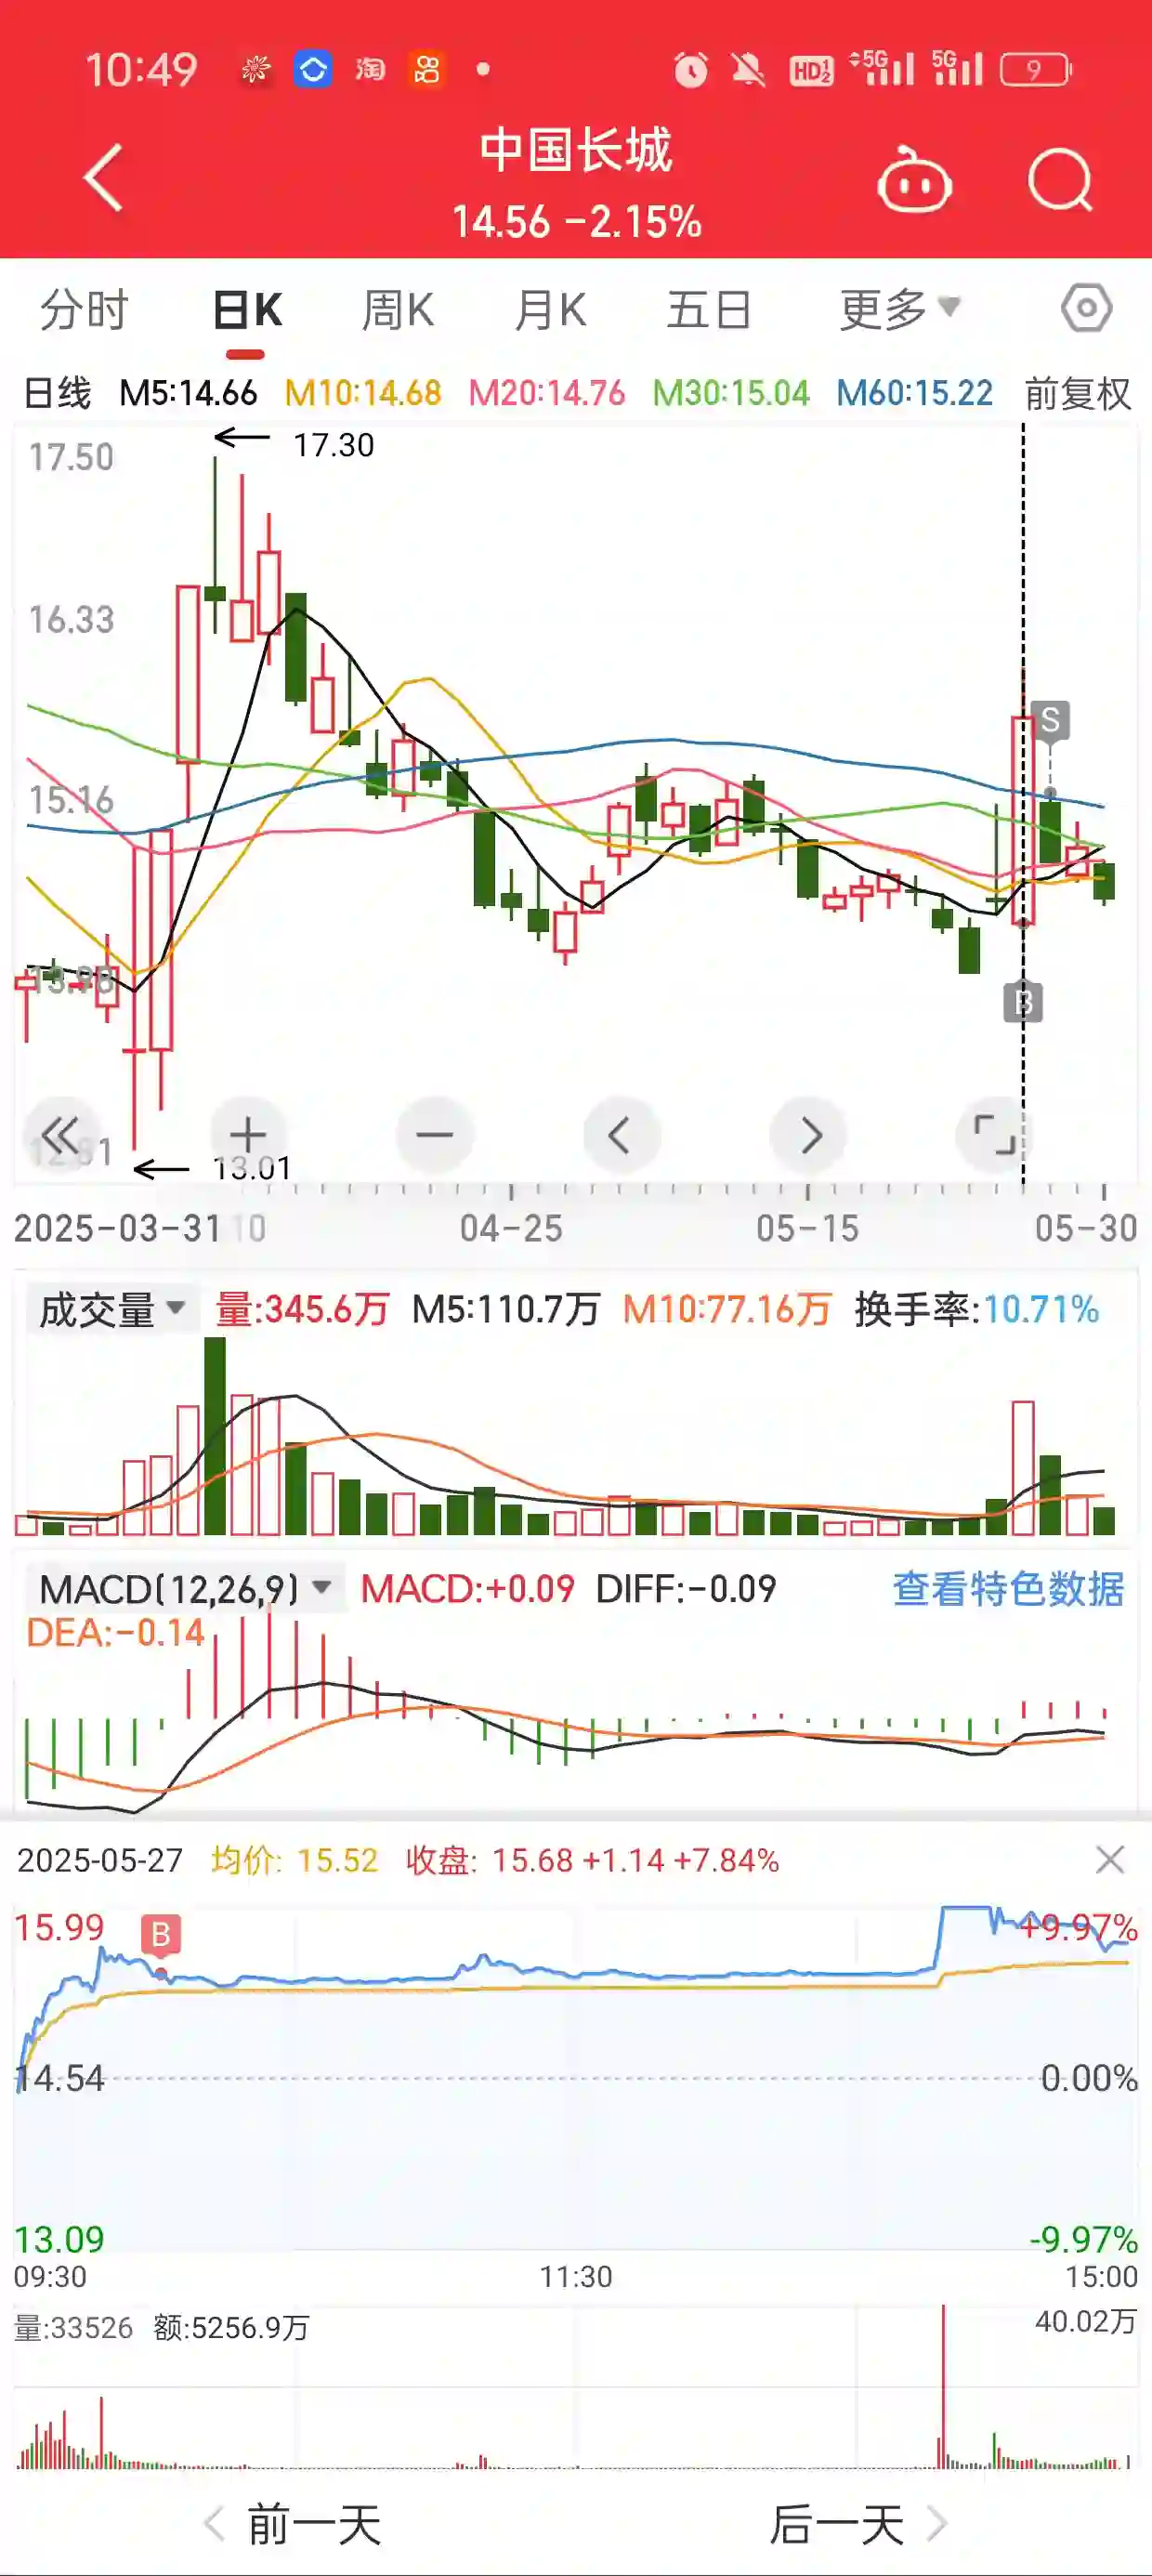 10:49 淘 HD12 5G 5G 9
中国长城
14.56 -2.15%
分时 日K 周K 月K 五日 更多
日线 M5:14.66 M10:14.68 M20:14.76 M30:15.04 M60:15.22 前复权
17.50
17.30
16.33
S
15.16
13.98
B
12.81
13.01
2025-03-31 10 04-25 05-15 05-30
成交量 量:345.6万 M5:110.7万 M10:77.16万 换手率:10.71%
MACD(12,26,9) MACD:+0.09 DIFF:-0.09 查看特色数据
DEA:-0.14
2025-05-27 均价: 15.52 收盘: 15.68 +1.14 +7.84%
15.99 B +9.97%
14.54 0.00%
13.09 -9.97%
09:30 11:30 15:00
量:33526 额:5256.9万 40.02万
前一天 后一天